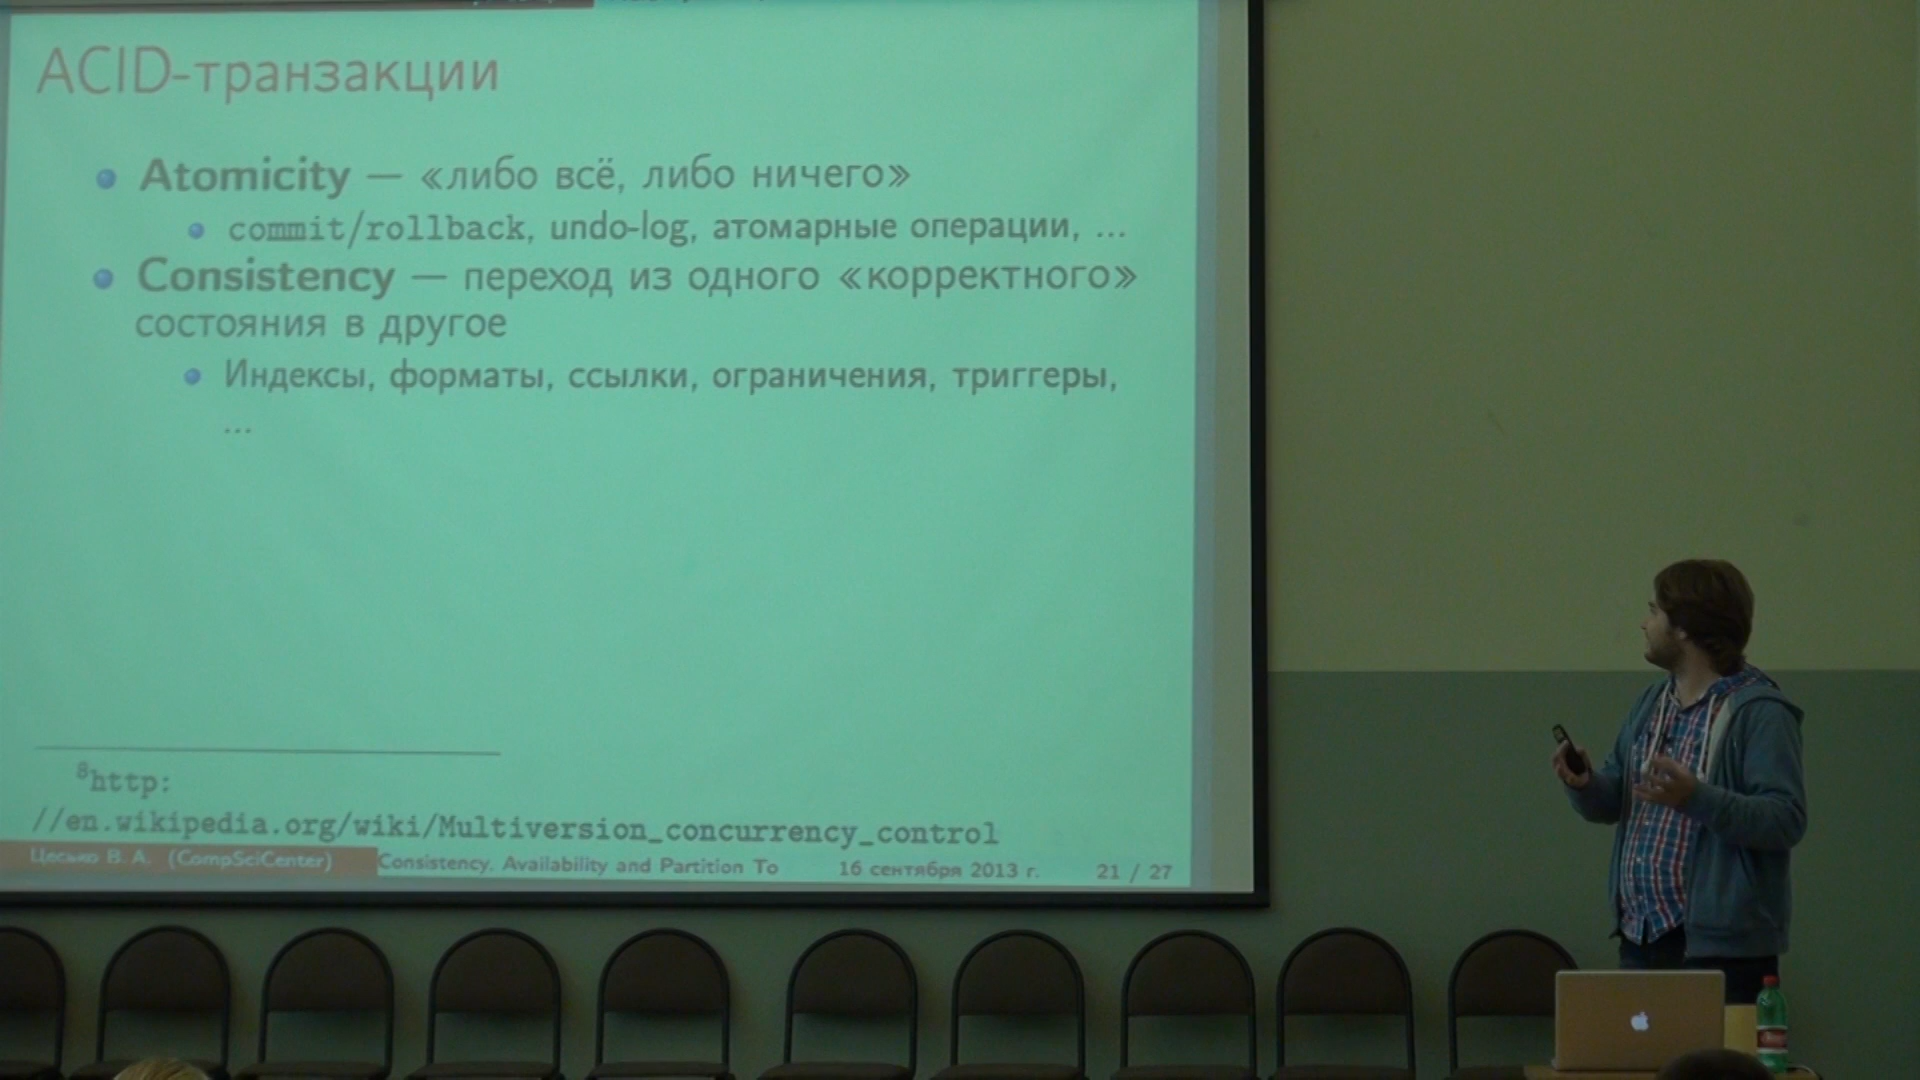 ACID-транзакции
Atomicity — «либо всё, либо ничего»
commit/rollback, undo-log, атомарные операции, ...
Consistency — переход из одного «корректного»
состояния в другое
Индексы, форматы, ссылки, ограничения, триггеры,
...
8http:
//en.wikipedia.org/wiki/Multiversion_concurrency_control
Цесько В. А. (CompSciCenter) Consistency, Availability and Partition To 16 сентября 2013 г. 21 / 27